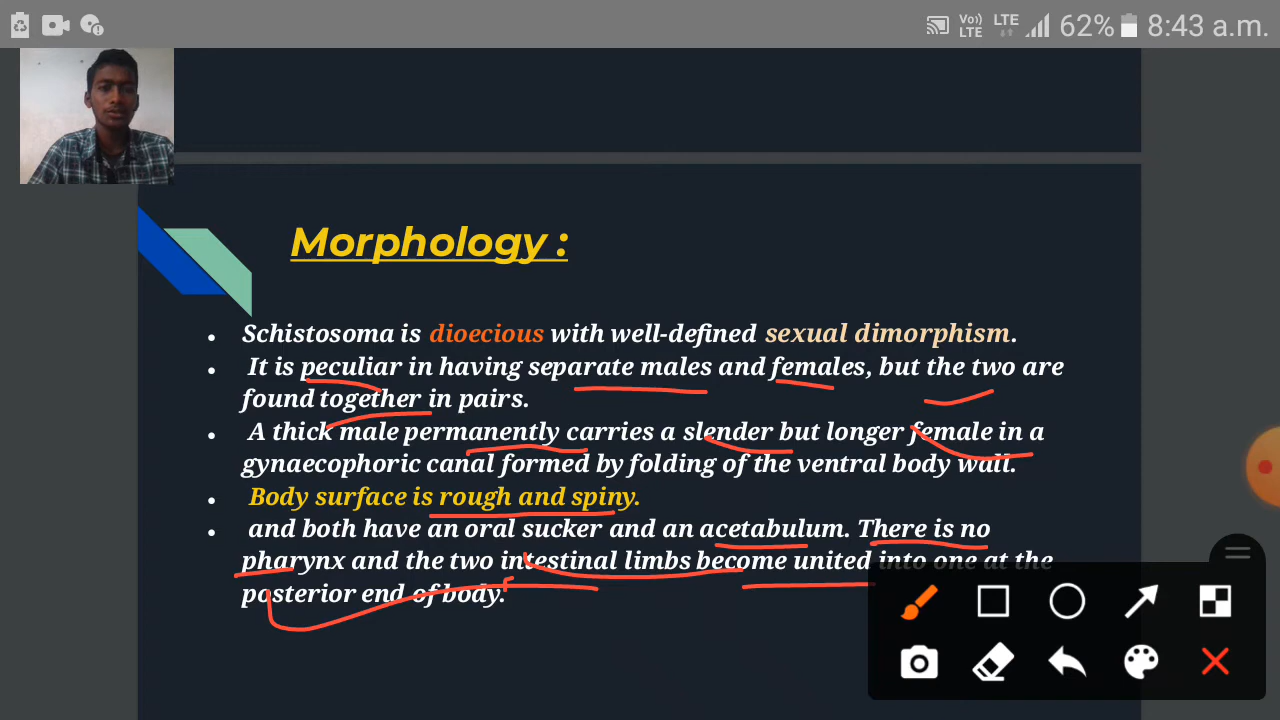 Vo)) LTE LTE 62% 8:43 a.m.
Morphology :
• Schistosoma is dioecious with well-defined sexual dimorphism.
• It is peculiar in having separate males and females, but the two are
found together in pairs.
• A thick male permanently carries a slender but longer female in a
gynaecophoric canal formed by folding of the ventral body wall.
• Body surface is rough and spiny.
• and both have an oral sucker and an acetabulum. There is no
pharynx and the two intestinal limbs become united into one at the
posterior end of body.